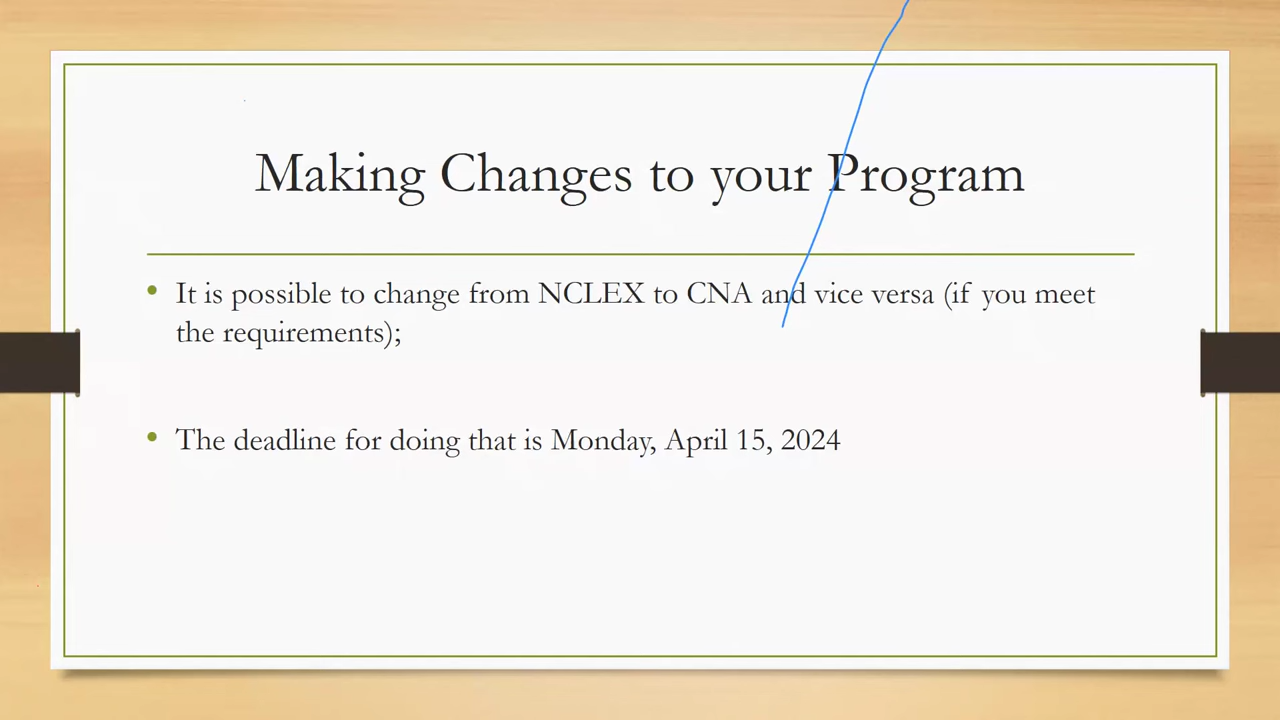 Making Changes to your Program
• It is possible to change from NCLEX to CNA and vice versa (if you meet
the requirements);
• The deadline for doing that is Monday, April 15, 2024